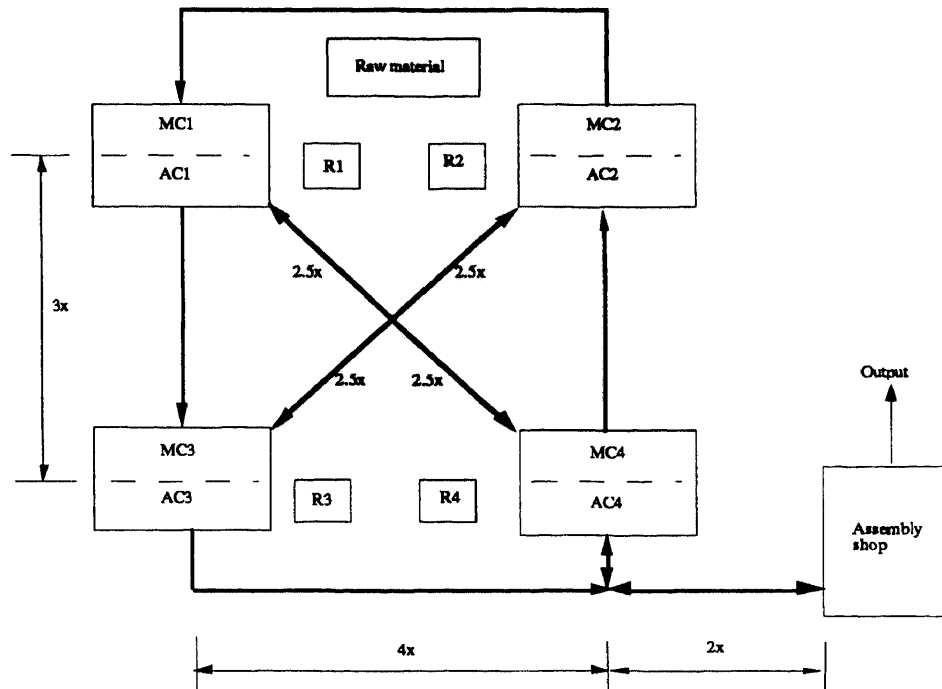 Raw material
MC1
AC1
R1
R2
MC2
AC2
2.5x
2.5x
3x
2.5x
2.5x
Output
MC3
AC3
R3
R4
MC4
AC4
Assembly
shop
4x
2x